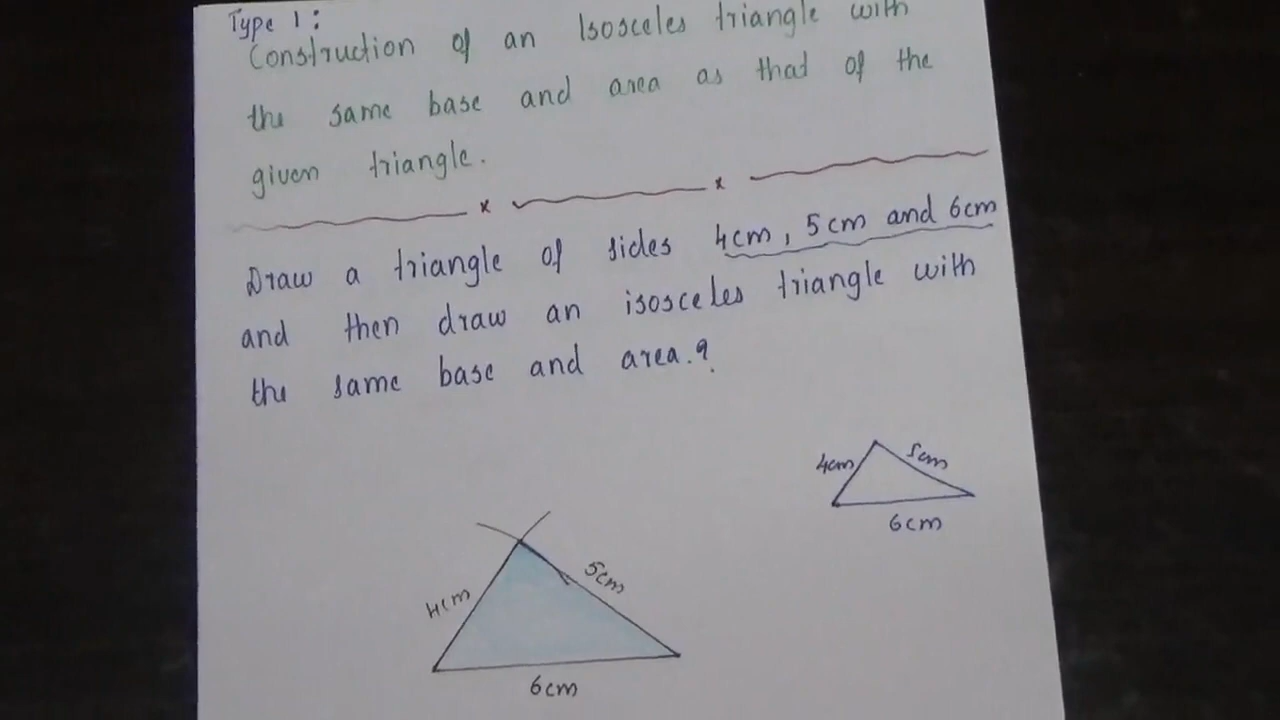 Type 1:
Construction of an Isosceles triangle with
the same base and area as that of the
given triangle.
Draw a triangle of sides 4cm, 5cm and 6cm
and then draw an isosceles triangle with
the same base and area.?
4cm
5cm
6cm
4cm
5cm
6cm